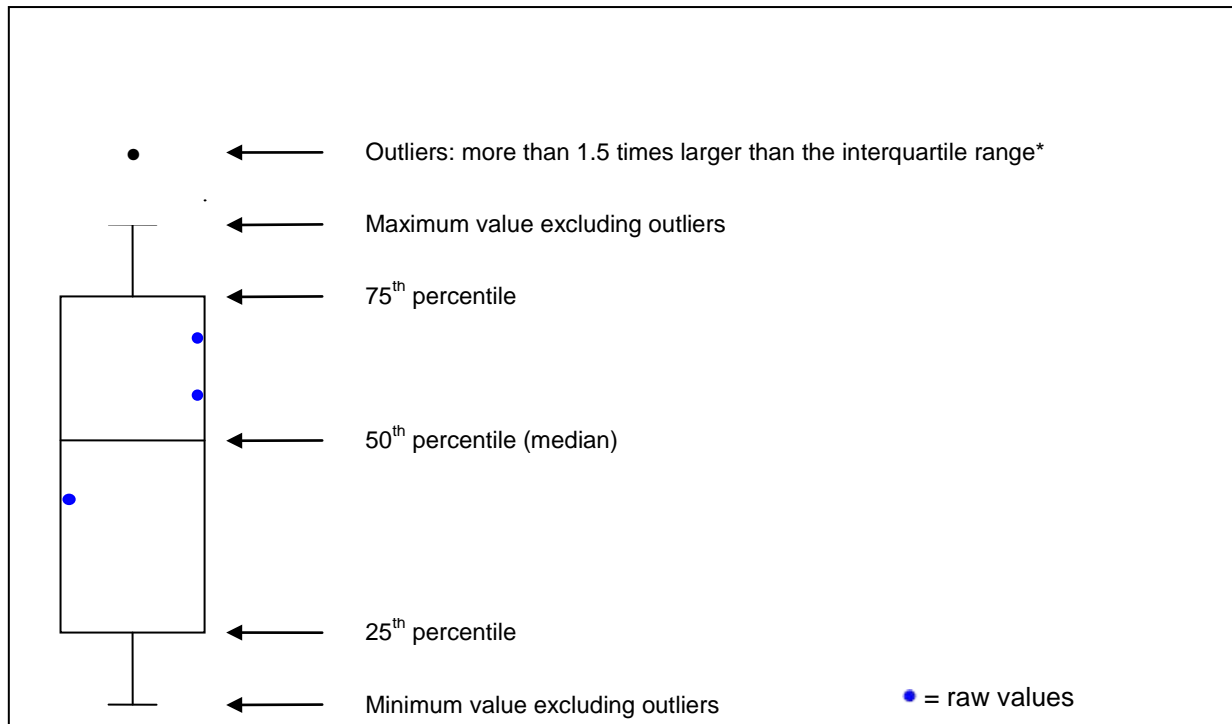 Outliers: more than 1.5 times larger than the interquartile range*
Maximum value excluding outliers
75th percentile
50th percentile (median)
25th percentile
Minimum value excluding outliers
= raw values